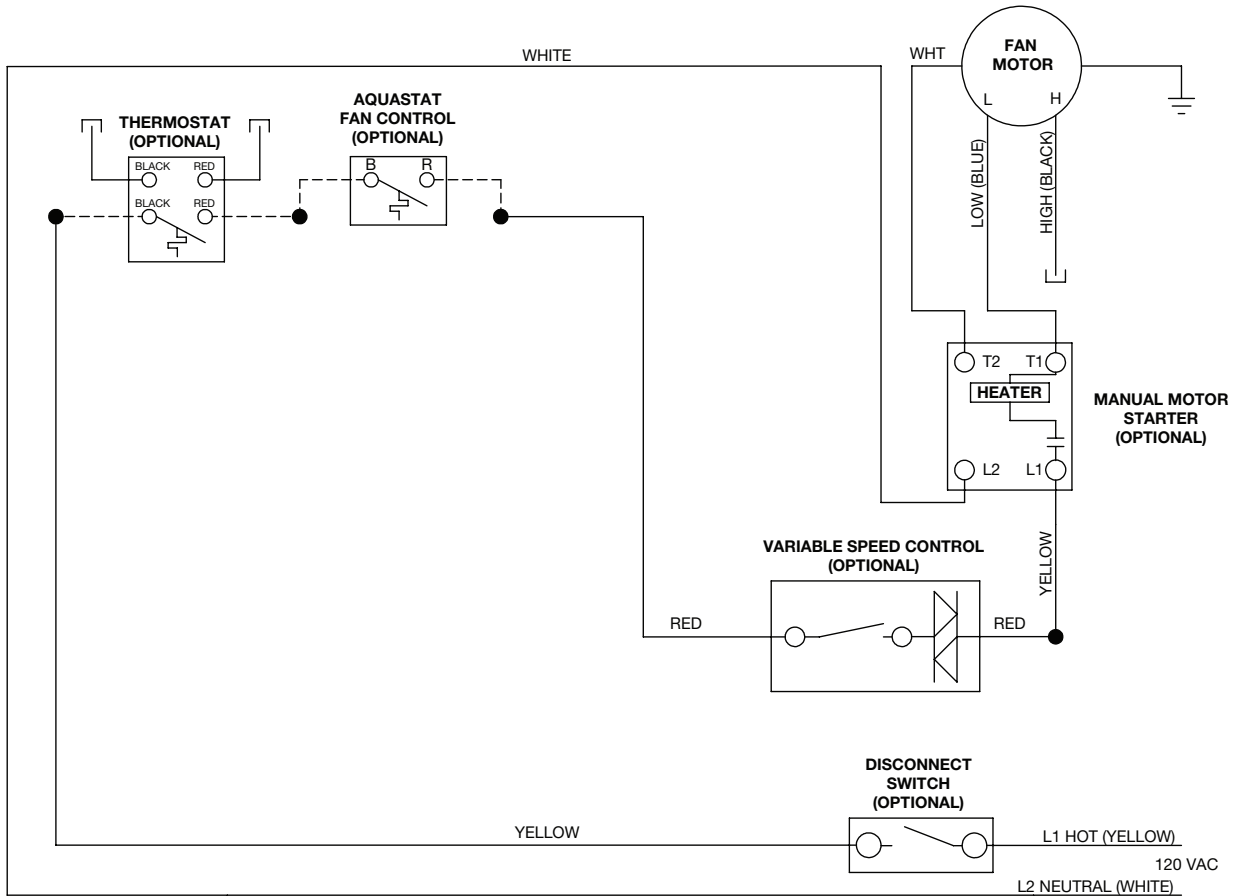 WHITE
WHT
FAN
MOTOR
L
H
AQUASTAT
FAN CONTROL
(OPTIONAL)
THERMOSTAT
(OPTIONAL)
BLACK
RED
B
R
BLACK
RED
LOW (BLUE)
HIGH (BLACK)
T2
T1
HEATER
MANUAL MOTOR
STARTER
(OPTIONAL)
L2
L1
VARIABLE SPEED CONTROL
(OPTIONAL)
YELLOW
RED
RED
DISCONNECT
SWITCH
(OPTIONAL)
YELLOW
L1 HOT (YELLOW)
120 VAC
L2 NEUTRAL (WHITE)